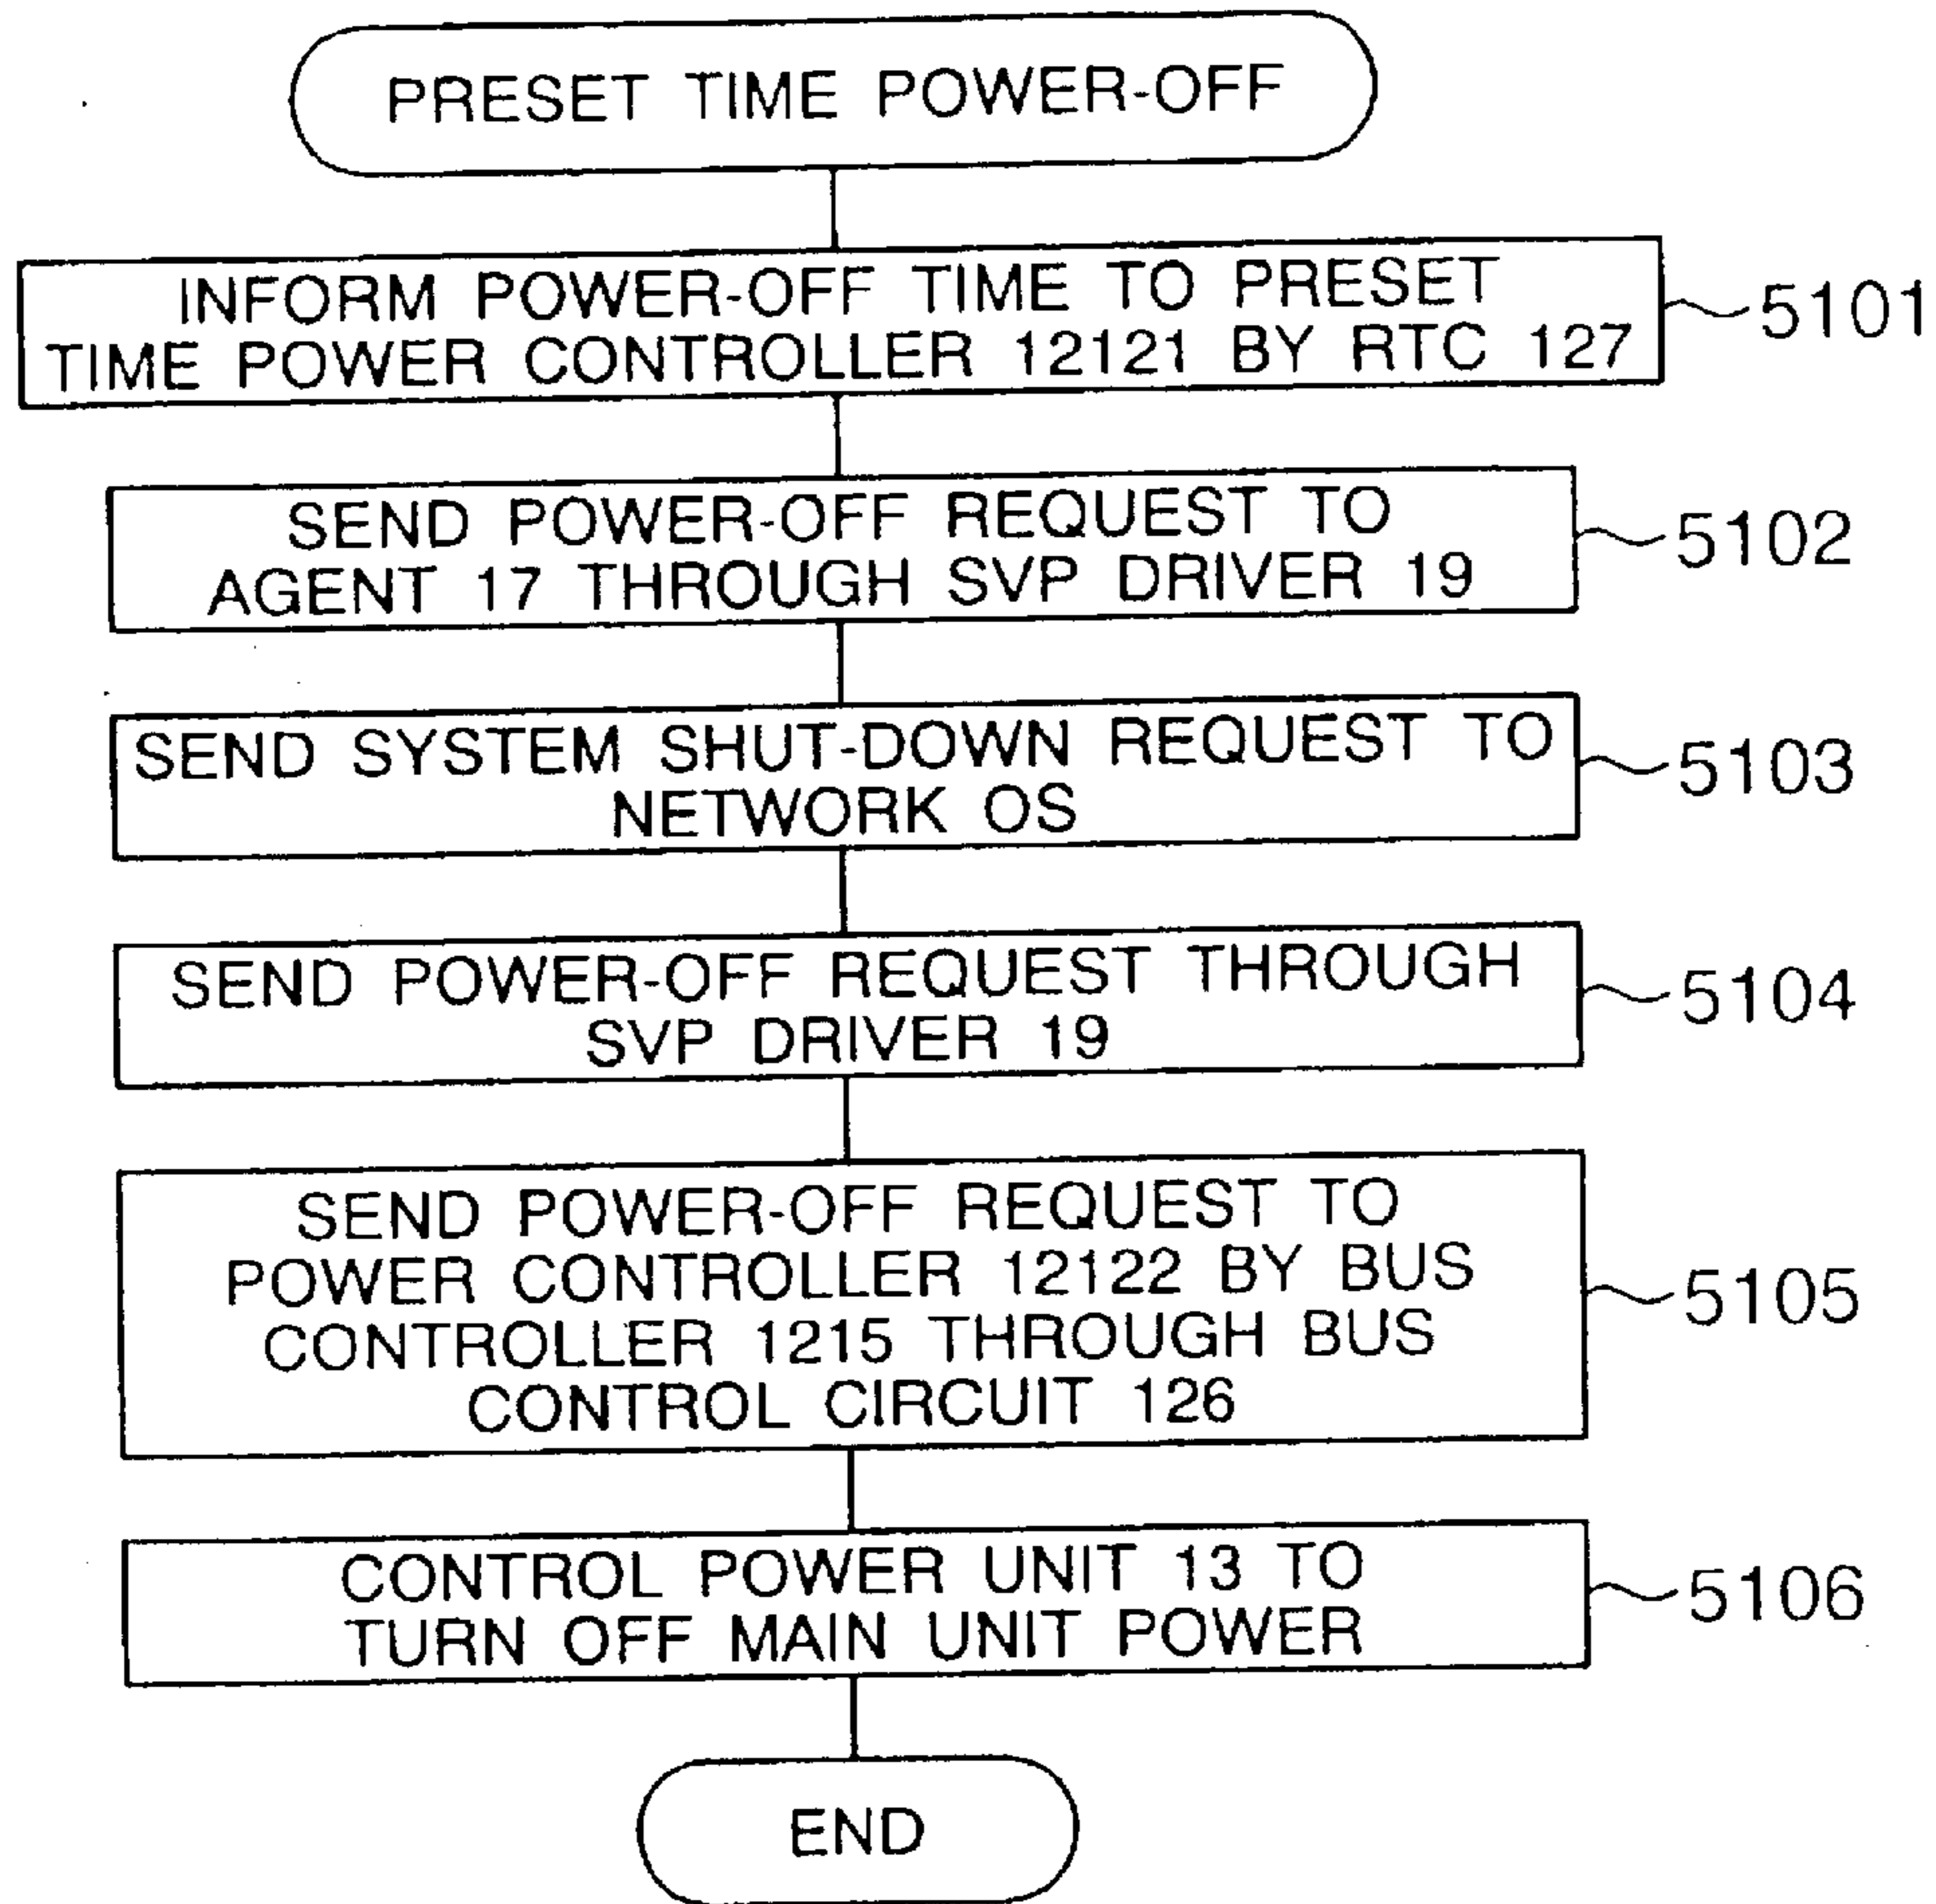 PRESET TIME POWER-OFF
INFORM POWER-OFF TIME TO PRESET
TIME POWER CONTROLLER 12121 BY RTC 127
5101
SEND POWER-OFF REQUEST TO
AGENT 17 THROUGH SVP DRIVER 19
5102
SEND SYSTEM SHUT-DOWN REQUEST TO
NETWORK OS
5103
SEND POWER-OFF REQUEST THROUGH
SVP DRIVER 19
5104
SEND POWER-OFF REQUEST TO
POWER CONTROLLER 12122 BY BUS
CONTROLLER 1215 THROUGH BUS
CONTROL CIRCUIT 126
5105
CONTROL POWER UNIT 13 TO
TURN OFF MAIN UNIT POWER
5106
END